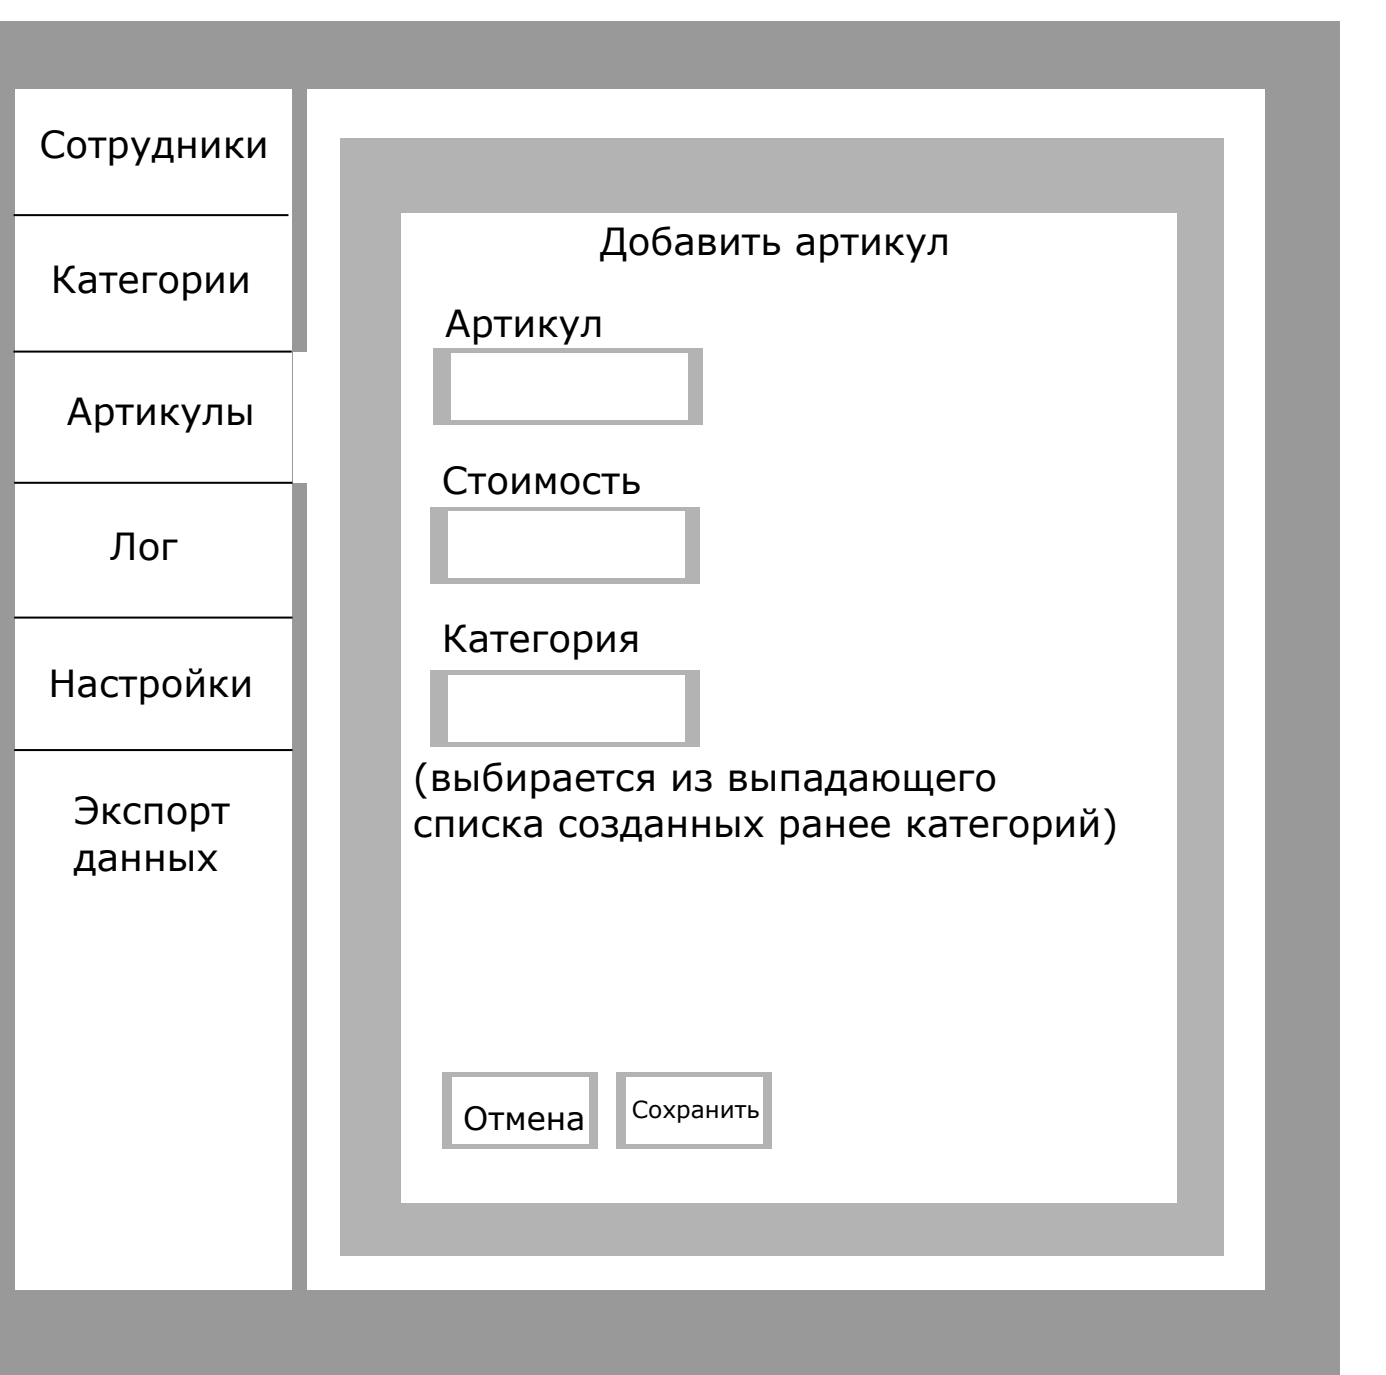 Сотрудники
Категории
Артикулы
Лог
Настройки
Экспорт
данных
Добавить артикул
Артикул
Стоимость
Категория
(выбирается из выпадающего
списка созданных ранее категорий)
Отмена
Сохранить